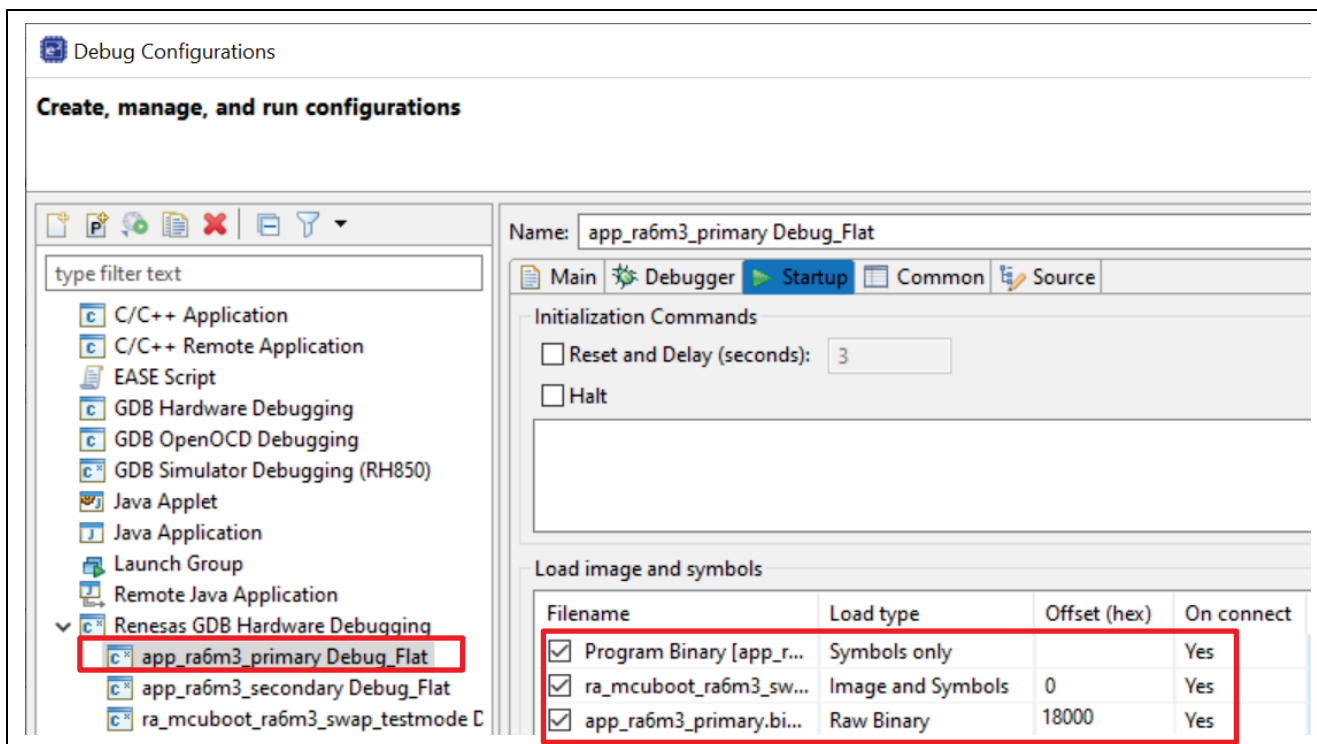 Debug Configurations
Create, manage, and run configurations
type filter text
C/C++ Application
C/C++ Remote Application
EASE Script
GDB Hardware Debugging
GDB OpenOCD Debugging
GDB Simulator Debugging (RH850)
Java Applet
Java Application
Launch Group
Remote Java Application
Renesas GDB Hardware Debugging
app_ra6m3_primary Debug_Flat
app_ra6m3_secondary Debug_Flat
ra_mcuboot_ra6m3_swap_testmode D
Name: app_ra6m3_primary Debug_Flat
Main Debugger Startup Common Source
Initialization Commands
Reset and Delay (seconds): 3
Halt
Load image and symbols
Filename Load type Offset (hex) On connect
Program Binary [app_r... Symbols only Yes
ra_mcuboot_ra6m3_sw... Image and Symbols 0 Yes
app_ra6m3_primary.bi... Raw Binary 18000 Yes